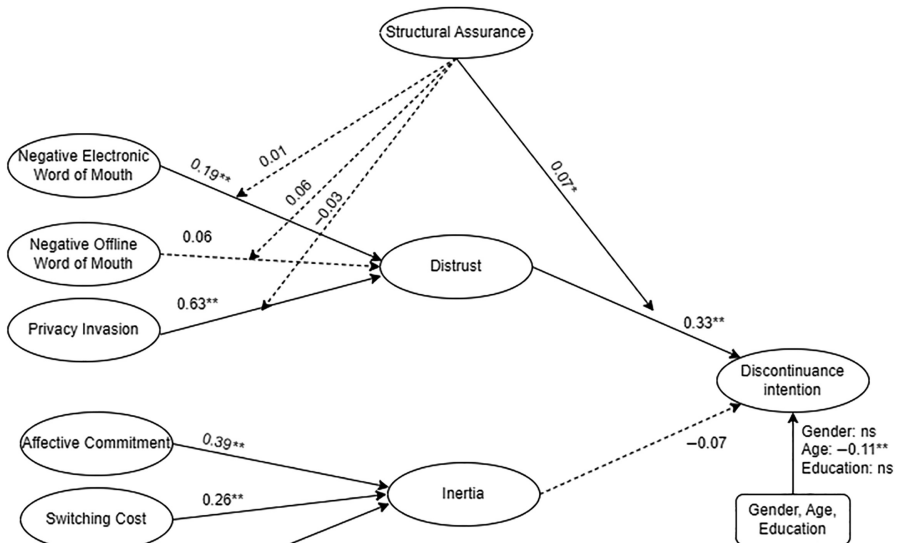 Structural Assurance
Negative Electronic
Word of Mouth
0.19**
0.01
0.06
−0.03
0.07*
Negative Offline
Word of Mouth
0.06
Distrust
Privacy Invasion
0.63**
0.33**
Discontinuance
intention
Affective Commitment
0.39**
−0.07
Gender: ns
Age: −0.11**
Education: ns
Switching Cost
0.26**
Inertia
Gender, Age,
Education